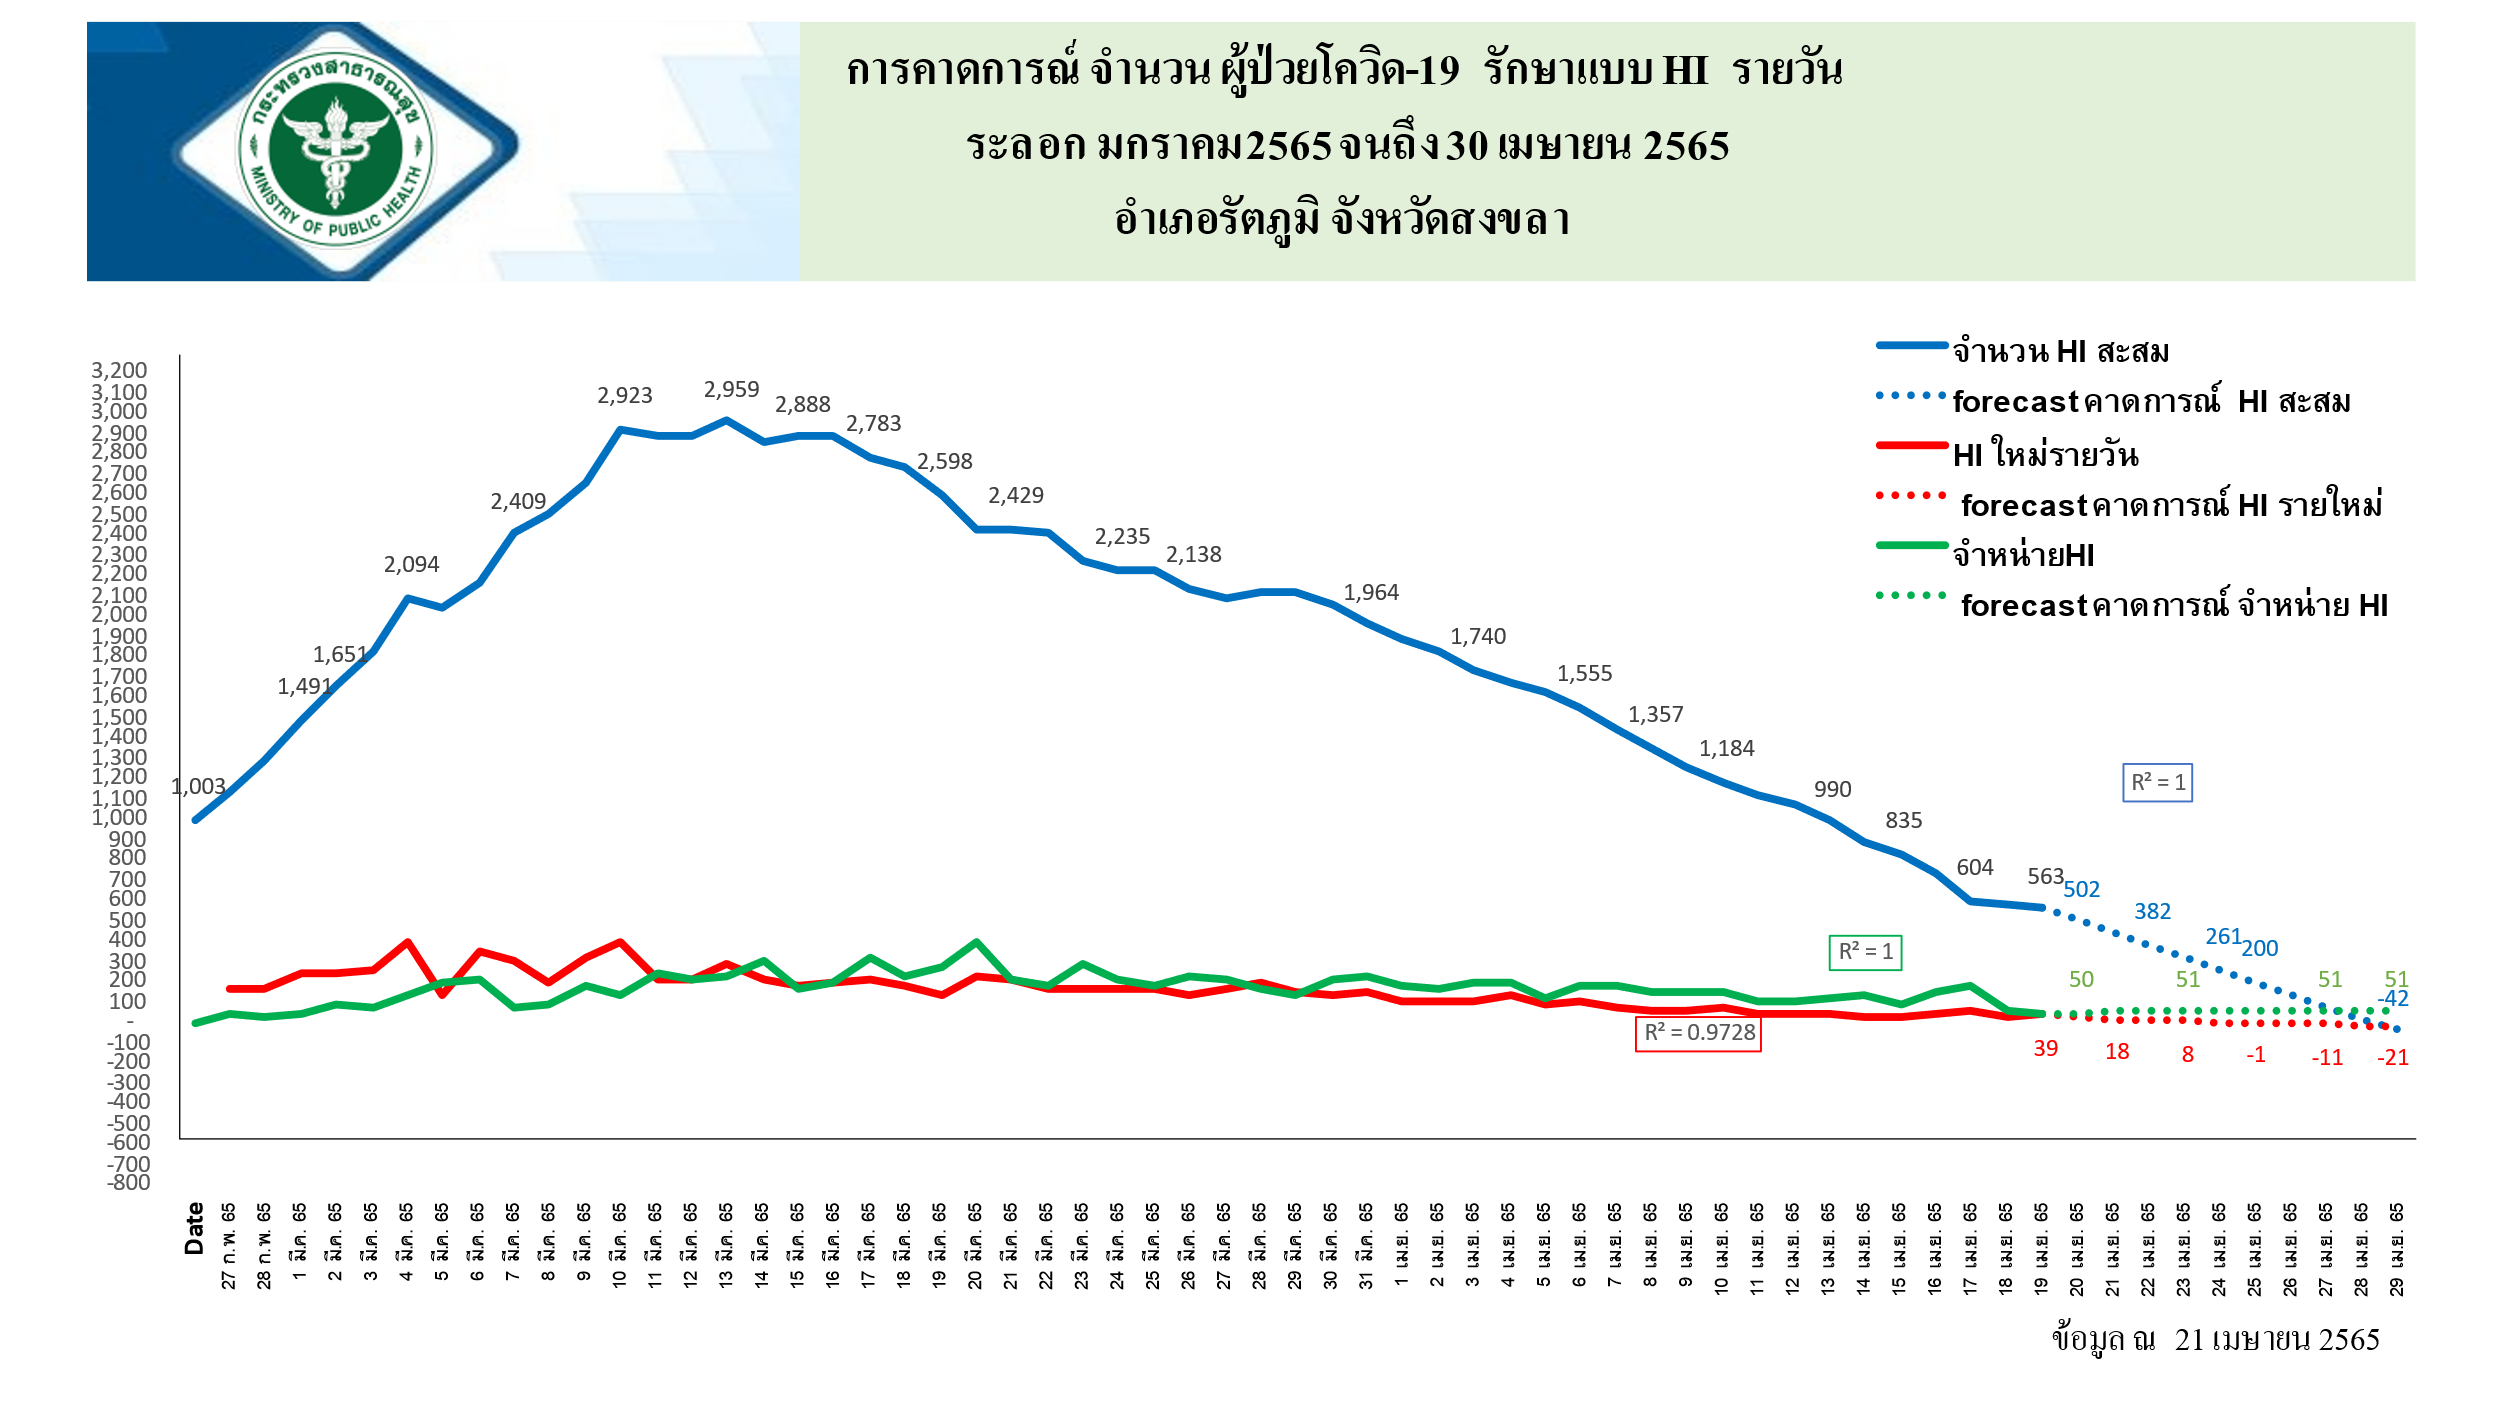 กระทรวงสาธารณสุข
MINISTRY OF PUBLIC HEALTH
การคาดการณ์ จำนวน ผู้ป่วยโควิด-19 รักษาแบบ HI รายวัน
ระลอก มกราคม2565 จนถึง 30 เมษายน 2565
อำเภอรัตภูมิ จังหวัดสงขลา
จำนวน HI สะสม
forecast คาดการณ์ HI สะสม
HI ใหม่รายวัน
forecast คาดการณ์ HI รายใหม่
จำหน่ายHI
forecast คาดการณ์ จำหน่าย HI
3,200
3,100
3,000
2,900
2,800
2,700
2,600
2,500
2,400
2,300
2,200
2,100
2,000
1,900
1,800
1,700
1,600
1,500
1,400
1,300
1,200
1,100
1,000
900
800
700
600
500
400
300
200
100
-
-100
-200
-300
-400
-500
-600
-700
-800
1,003
1,491
1,651
2,094
2,409
2,923
2,959
2,888
2,783
2,598
2,429
2,235
2,138
1,964
1,740
1,555
1,357
1,184
990
835
604
563
502
382
261
200
-42
R² = 1
R² = 1
R² = 0.9728
50
51
51
51
39
18
8
-1
-11
-21
Date
27 ก.พ. 65
28 ก.พ. 65
1 มี.ค. 65
2 มี.ค. 65
3 มี.ค. 65
4 มี.ค. 65
5 มี.ค. 65
6 มี.ค. 65
7 มี.ค. 65
8 มี.ค. 65
9 มี.ค. 65
10 มี.ค. 65
11 มี.ค. 65
12 มี.ค. 65
13 มี.ค. 65
14 มี.ค. 65
15 มี.ค. 65
16 มี.ค. 65
17 มี.ค. 65
18 มี.ค. 65
19 มี.ค. 65
20 มี.ค. 65
21 มี.ค. 65
22 มี.ค. 65
23 มี.ค. 65
24 มี.ค. 65
25 มี.ค. 65
26 มี.ค. 65
27 มี.ค. 65
28 มี.ค. 65
29 มี.ค. 65
30 มี.ค. 65
31 มี.ค. 65
1 เม.ย. 65
2 เม.ย. 65
3 เม.ย. 65
4 เม.ย. 65
5 เม.ย. 65
6 เม.ย. 65
7 เม.ย. 65
8 เม.ย. 65
9 เม.ย. 65
10 เม.ย. 65
11 เม.ย. 65
12 เม.ย. 65
13 เม.ย. 65
14 เม.ย. 65
15 เม.ย. 65
16 เม.ย. 65
17 เม.ย. 65
18 เม.ย. 65
19 เม.ย. 65
20 เม.ย. 65
21 เม.ย. 65
22 เม.ย. 65
23 เม.ย. 65
24 เม.ย. 65
25 เม.ย. 65
26 เม.ย. 65
27 เม.ย. 65
28 เม.ย. 65
29 เม.ย. 65
ข้อมูล ณ 21 เมษายน 2565